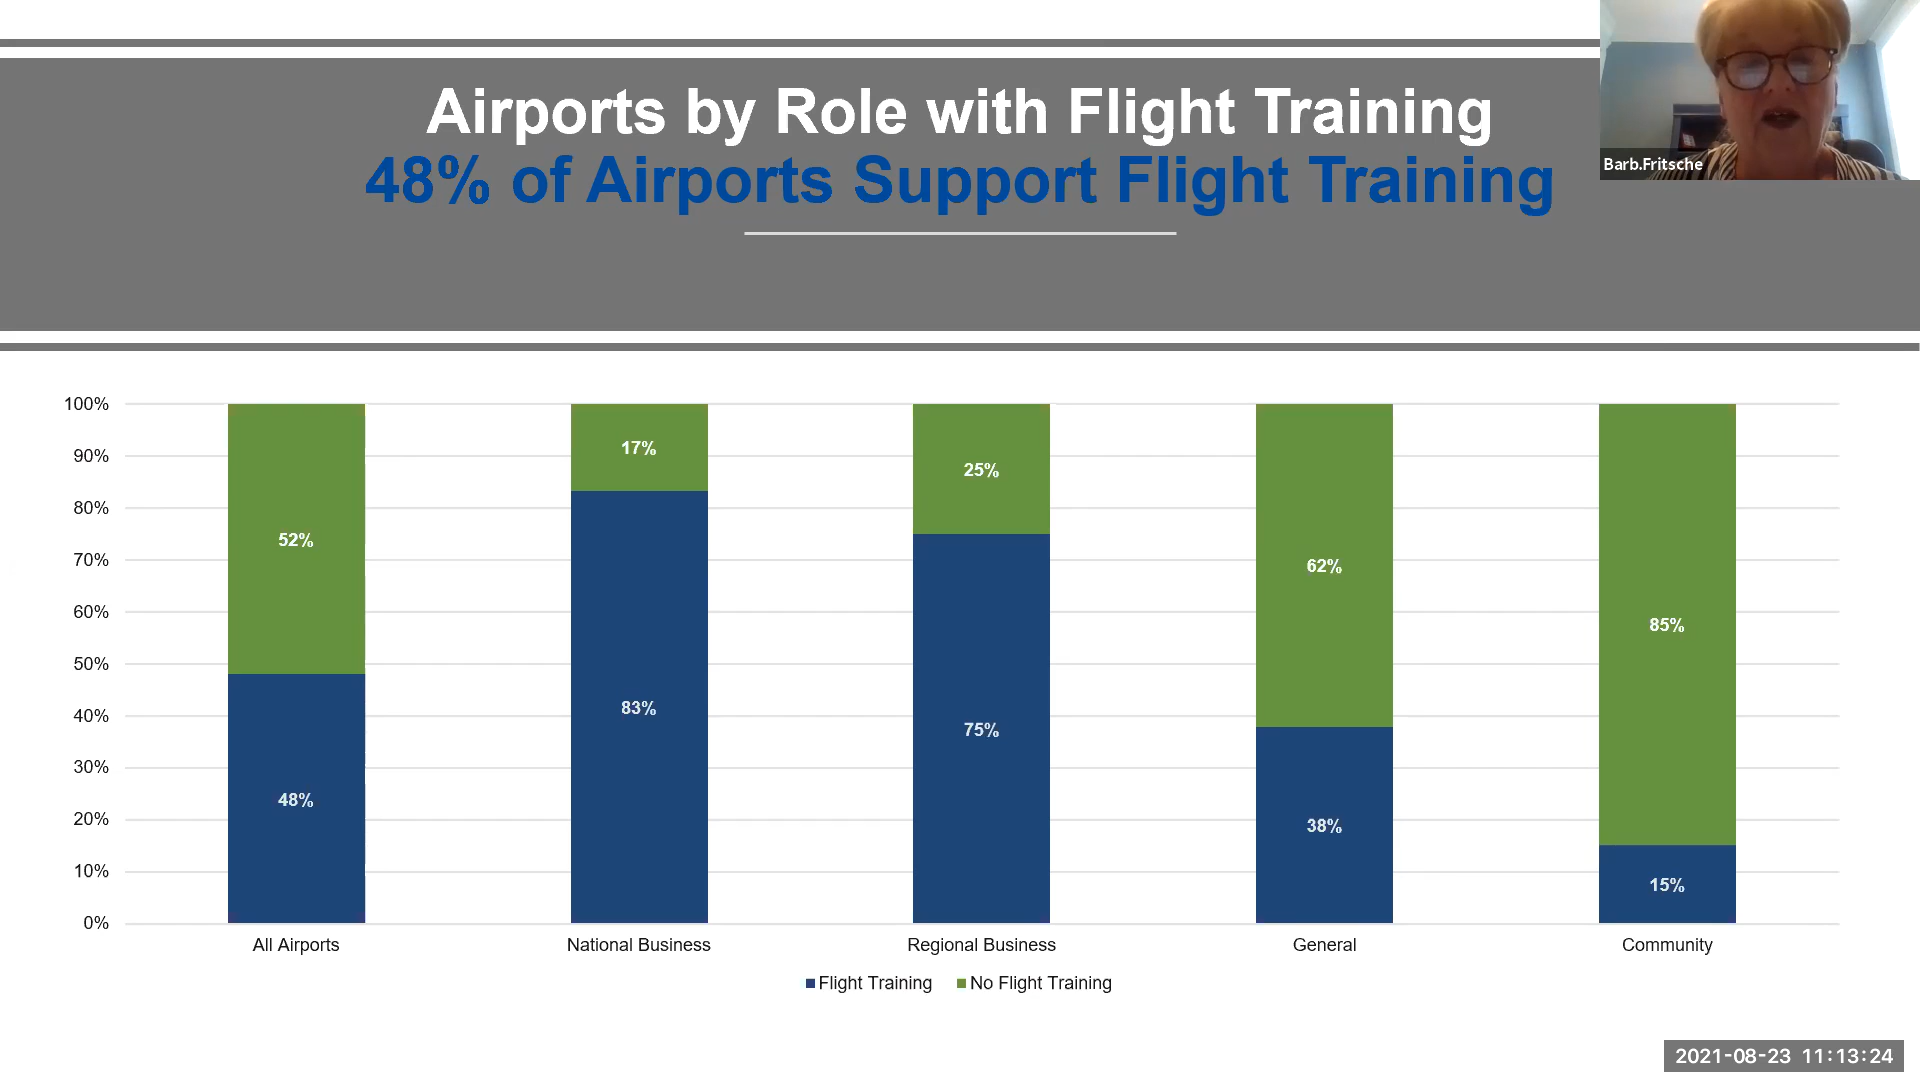 Airports by Role with Flight Training
48% of Airports Support Flight Training
Barb.Fritsche
100%
90%
80%
70%
60%
50%
40%
30%
20%
10%
0%
52%
48%
17%
83%
25%
75%
62%
38%
85%
15%
All Airports
National Business
Regional Business
General
Community
Flight Training
No Flight Training
2021-08-23 11:13:24